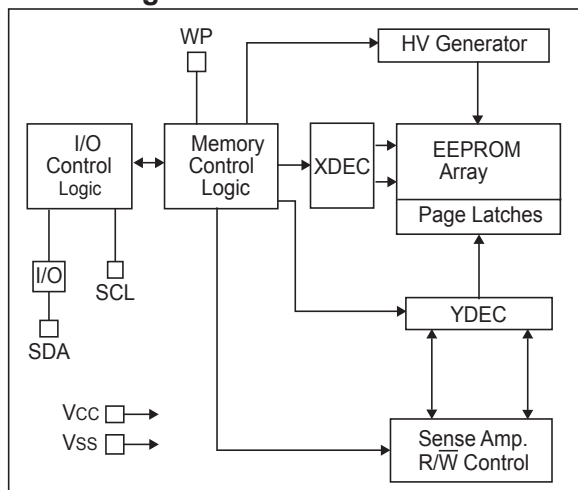 WP
HV Generator
I/O
Control
Logic
Memory
Control
Logic
XDEC
EEPROM
Array
Page Latches
I/O
SCL
SDA
YDEC
VCC
VSS
Sense Amp.
R/W̅ Control